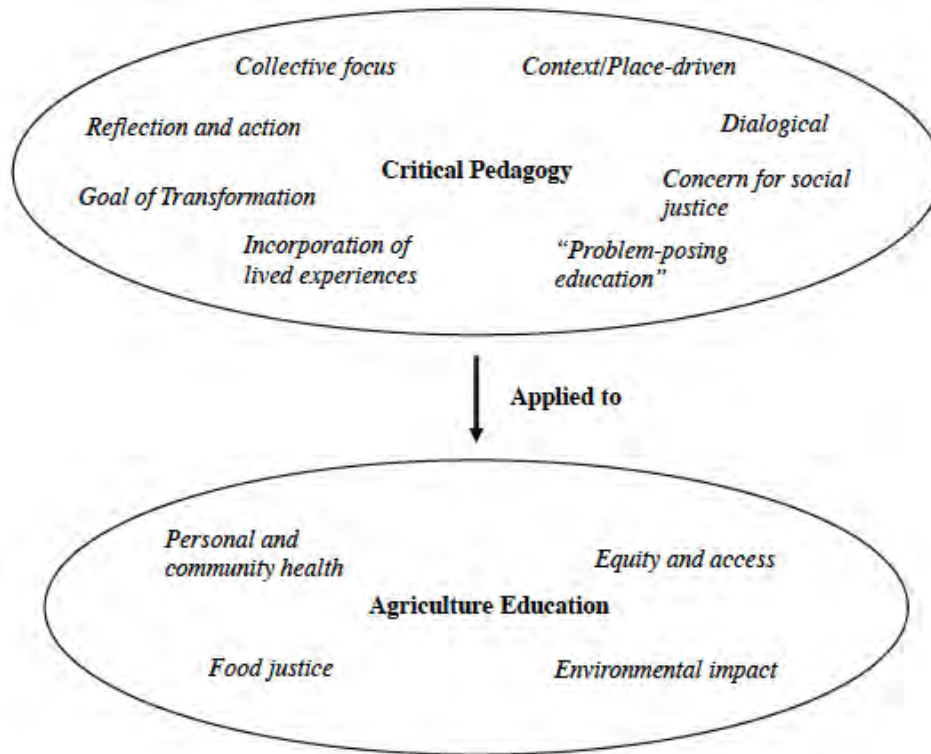 Collective focus
Context/Place-driven
Reflection and action
Dialogical
Critical Pedagogy
Goal of Transformation
Concern for social
justice
Incorporation of
lived experiences
“Problem-posing
education”
Applied to
Personal and
community health
Equity and access
Agriculture Education
Food justice
Environmental impact